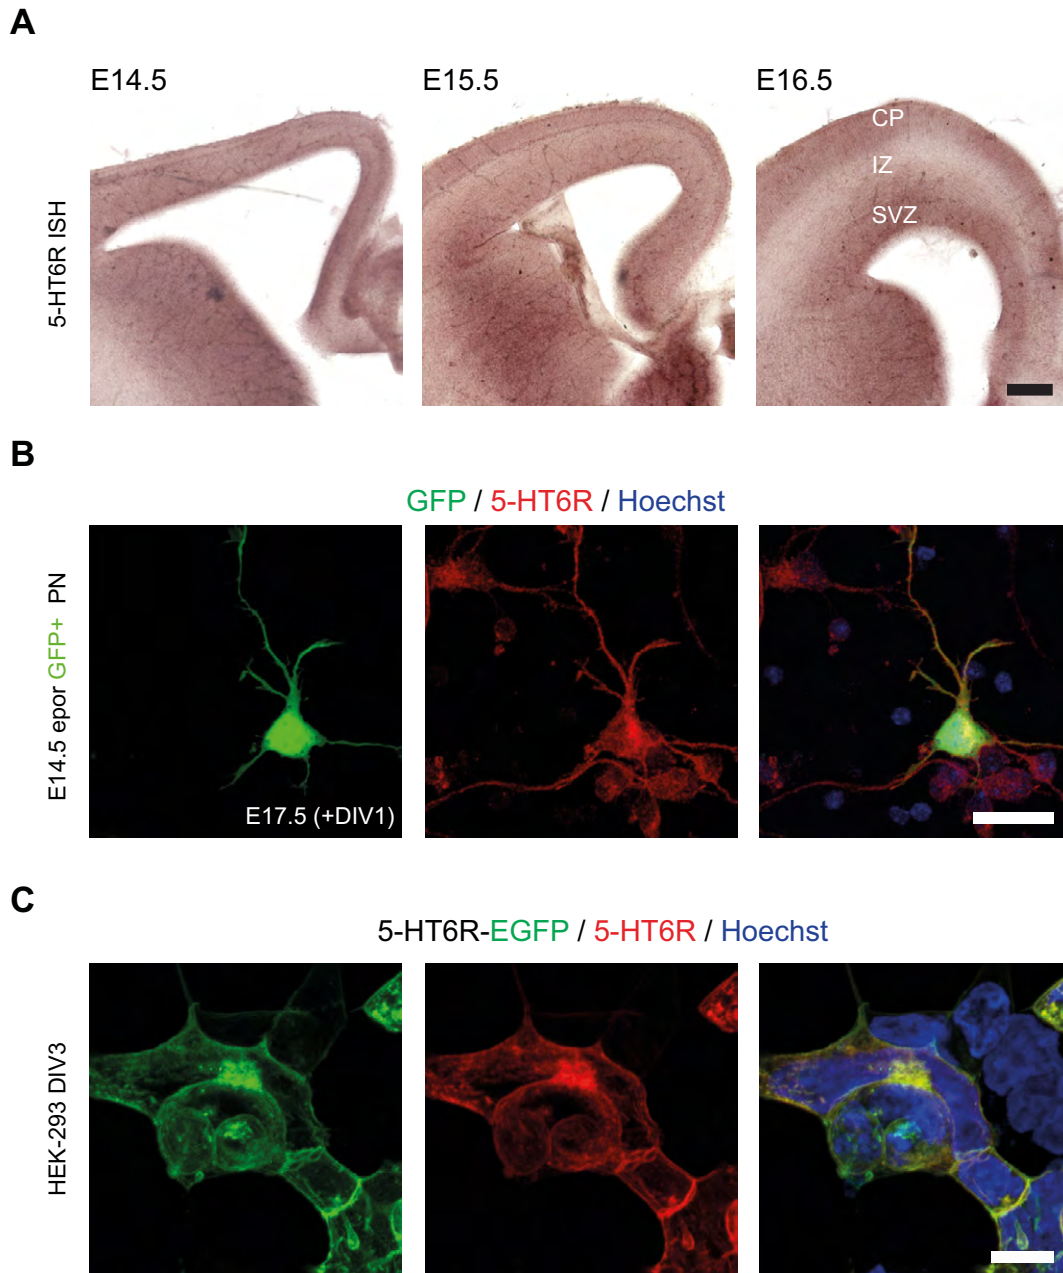 A
E14.5
E15.5
E16.5
5-HT6R ISH
CP
IZ
SVZ
B
GFP / 5-HT6R / Hoechst
E14.5 epor GFP+ PN
E17.5 (+DIV1)
C
5-HT6R-EGFP / 5-HT6R / Hoechst
HEK-293 DIV3